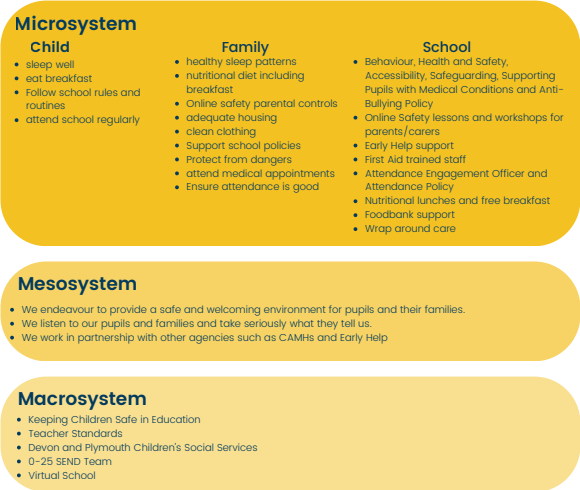 Microsystem
Child
• sleep well
• eat breakfast
• Follow school rules and
routines
• attend school regularly
Family
• healthy sleep patterns
• nutritional diet including
breakfast
• Online safety parental controls
• adequate housing
• clean clothing
• Support school policies
• Protect from dangers
• attend medical appointments
• Ensure attendance is good
School
• Behaviour, Health and Safety,
Accessibility, Safeguarding, Supporting
Pupils with Medical Conditions and Anti-
Bullying Policy
• Online Safety lessons and workshops for
parents/carers
• Early Help support
• First Aid trained staff
• Attendance Engagement Officer and
Attendance Policy
• Nutritional lunches and free breakfast
• Foodbank support
• Wrap around care
Mesosystem
• We endeavour to provide a safe and welcoming environment for pupils and their families.
• We listen to our pupils and families and take seriously what they tell us.
• We work in partnership with other agencies such as CAMHs and Early Help
Macrosystem
• Keeping Children Safe in Education
• Teacher Standards
• Devon and Plymouth Children's Social Services
• 0-25 SEND Team
• Virtual School